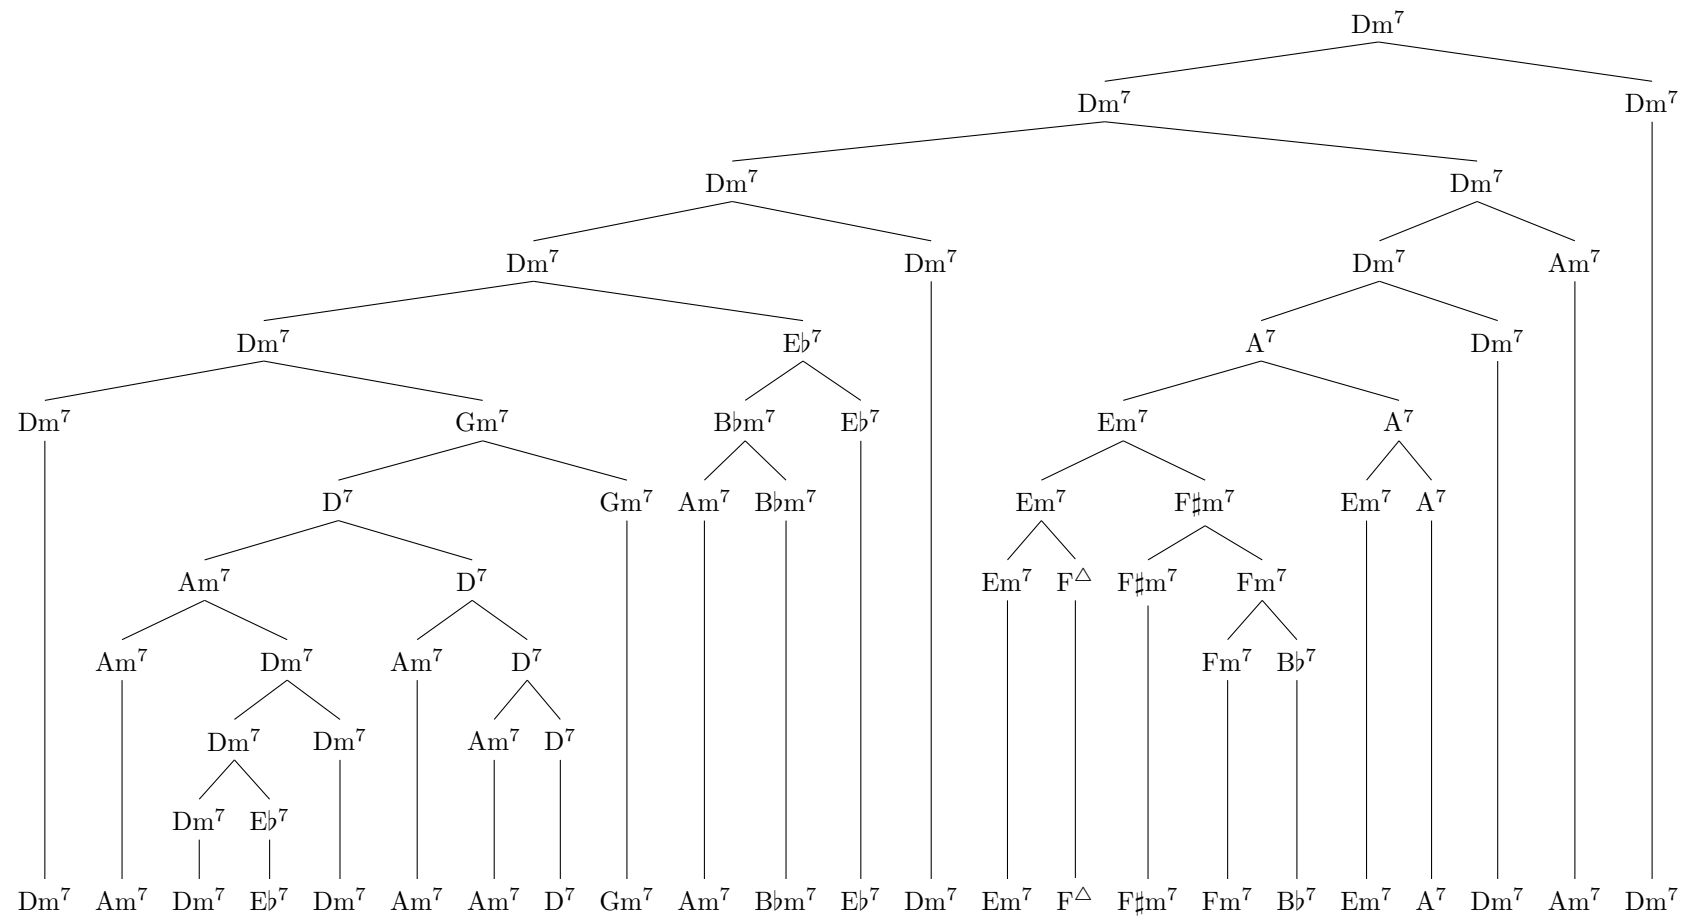 Dm⁷
Dm⁷ Dm⁷
Dm⁷ Dm⁷
Dm⁷ Dm⁷ Dm⁷ Am⁷
Dm⁷ E♭⁷ A⁷ Dm⁷
Dm⁷ Gm⁷ B♭m⁷ E♭⁷ Em⁷ A⁷
D⁷ Gm⁷ Am⁷ B♭m⁷ Em⁷ F♯m⁷ Em⁷ A⁷
Am⁷ D⁷ Em⁷ F△ F♯m⁷ Fm⁷
Am⁷ Dm⁷ Am⁷ D⁷ Fm⁷ B♭⁷
Dm⁷ Dm⁷ Am⁷ D⁷
Dm⁷ E♭⁷
Dm⁷ Am⁷ Dm⁷ E♭⁷ Dm⁷ Am⁷ Am⁷ D⁷ Gm⁷ Am⁷ B♭m⁷ E♭⁷ Dm⁷ Em⁷ F△ F♯m⁷ Fm⁷ B♭⁷ Em⁷ A⁷ Dm⁷ Am⁷ Dm⁷